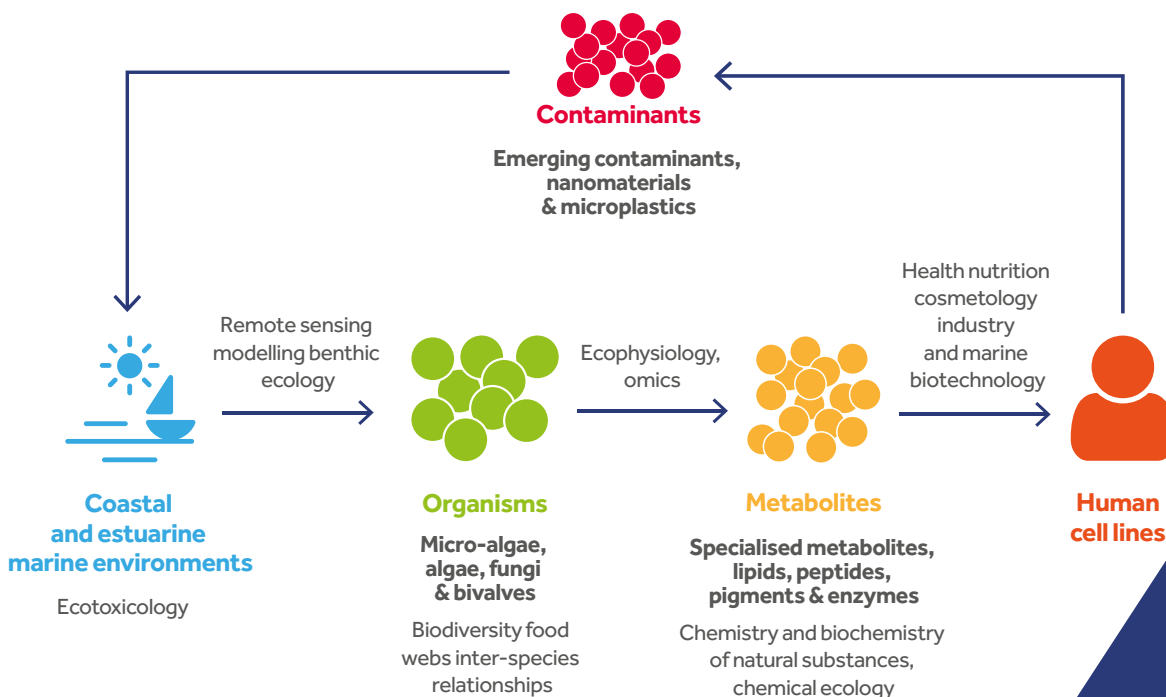 Contaminants
Emerging contaminants,
nanomaterials
& microplastics
Remote sensing
modelling benthic
ecology
Ecophysiology,
omics
Health nutrition
cosmetology
industry
and marine
biotechnology
Coastal
and estuarine
marine environments
Ecotoxicology
Organisms
Micro-algae,
algae, fungi
& bivalves
Biodiversity food
webs inter-species
relationships
Metabolites
Specialised metabolites,
lipids, peptides,
pigments & enzymes
Chemistry and biochemistry
of natural substances,
chemical ecology
Human
cell lines